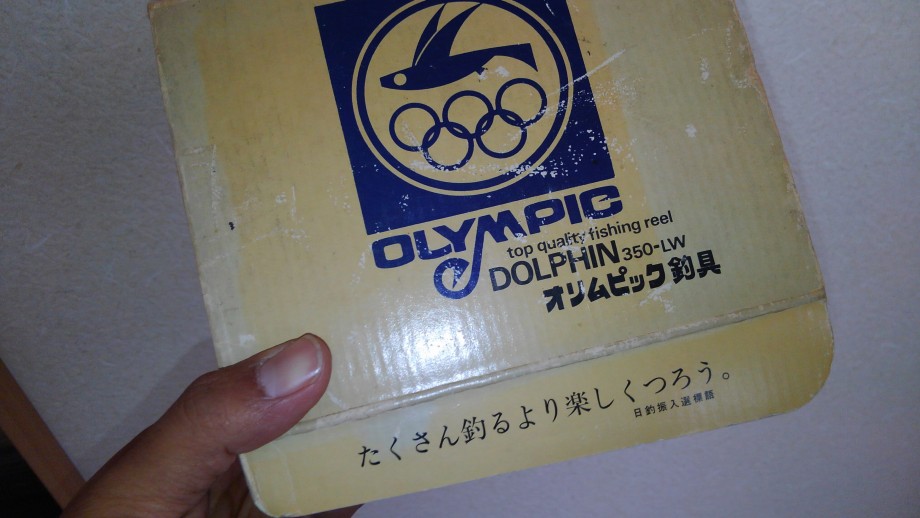 OLYMPIC
top quality fishing reel
DOLPHIN 350-LW
オリムピック釣具
たくさん釣るより楽しくつろう。
日釣振入選標語